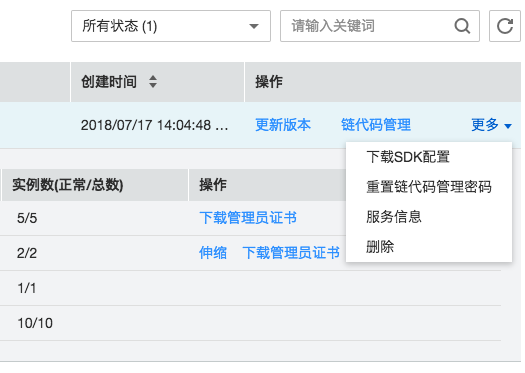 所有状态 (1) 请输入关键词
创建时间 操作
2018/07/17 14:04:48 ... 更新版本 链代码管理 更多
下载SDK配置
重置链代码管理密码
服务信息
删除
实例数(正常/总数) 操作
5/5 下载管理员证书
2/2 伸缩 下载管理员证书
1/1
10/10